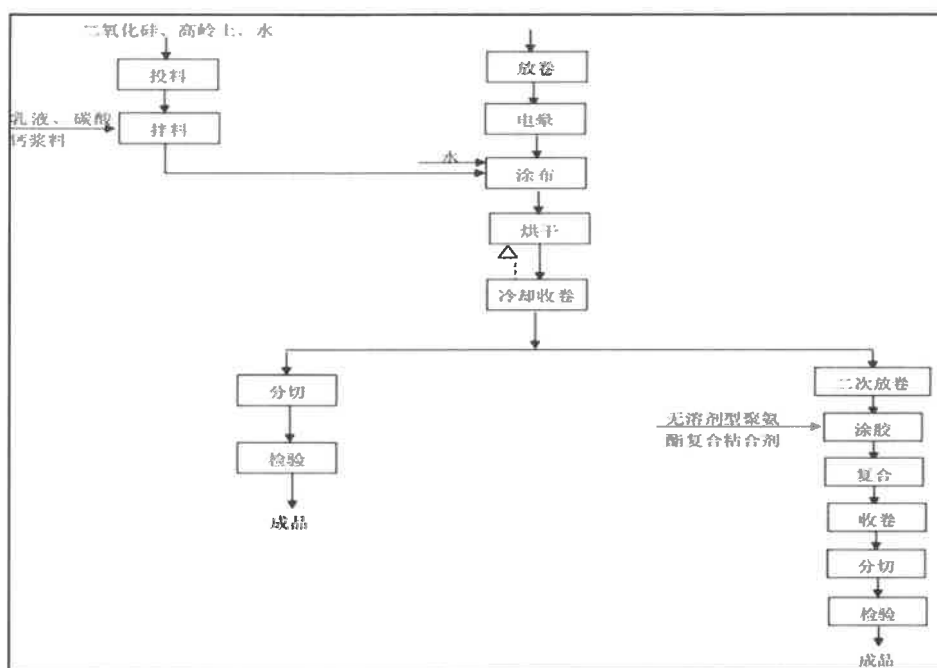 二氧化硅、高岭土、水
投料
乳液、碳酸
钙浆料
拌料
放卷
电晕
水
涂布
烘干
冷却收卷
分切
检验
成品
二次放卷
无溶剂型聚氨
酯复合粘合剂
涂胶
复合
收卷
分切
检验
成品